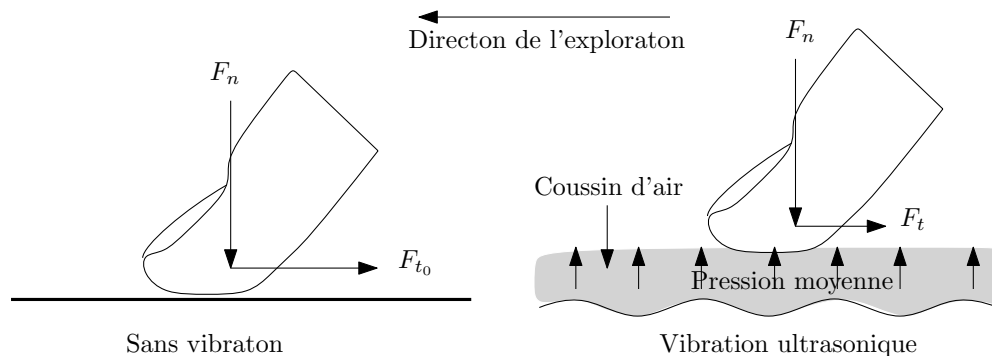 Directon de l'exploraton
F_n
F_n
Coussin d'air
F_t
F_{t_0}
Pression moyenne
Sans vibraton
Vibration ultrasonique